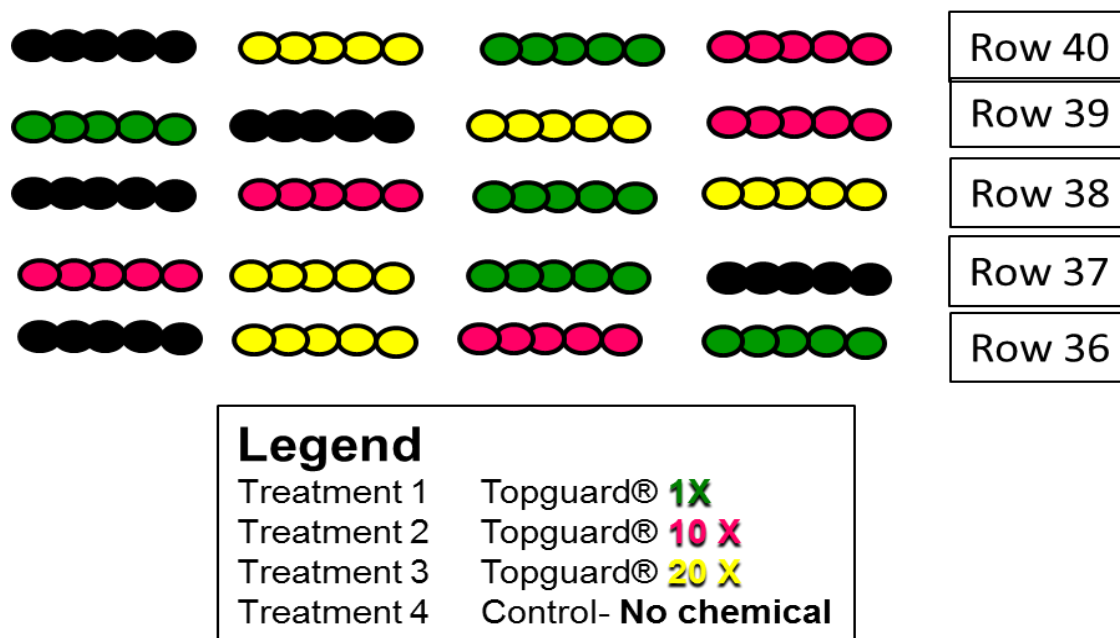 Row 40
Row 39
Row 38
Row 37
Row 36
Legend
Treatment 1 Topguard® 1X
Treatment 2 Topguard® 10 X
Treatment 3 Topguard® 20 X
Treatment 4 Control- No chemical